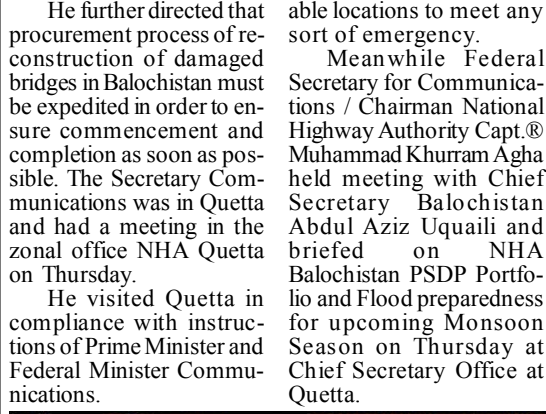 He further directed that
procurement process of re-
construction of damaged
bridges in Balochistan must
be expedited in order to en-
sure commencement and
completion as soon as pos-
sible. The Secretary Com-
munications was in Quetta
and had a meeting in the
zonal office NHA Quetta
on Thursday.
He visited Quetta in
compliance with instruc-
tions of Prime Minister and
Federal Minister Commu-
nications.
able locations to meet any
sort of emergency.
Meanwhile Federal
Secretary for Communica-
tions / Chairman National
Highway Authority Capt.®
Muhammad Khurram Agha
held meeting with Chief
Secretary Balochistan
Abdul Aziz Uquaili and
briefed on NHA
Balochistan PSDP Portfo-
lio and Flood preparedness
for upcoming Monsoon
Season on Thursday at
Chief Secretary Office at
Quetta.